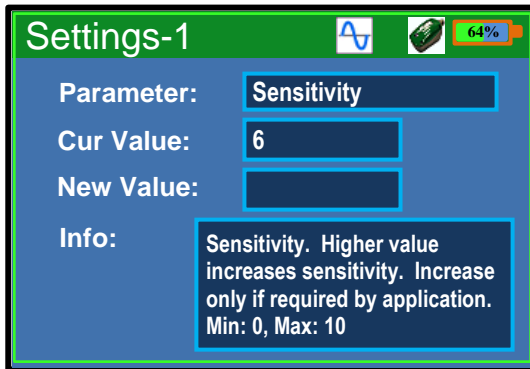 Settings-1
64%
Parameter: Sensitivity
Cur Value: 6
New Value:
Info:
Sensitivity. Higher value
increases sensitivity. Increase
only if required by application.
Min: 0, Max: 10